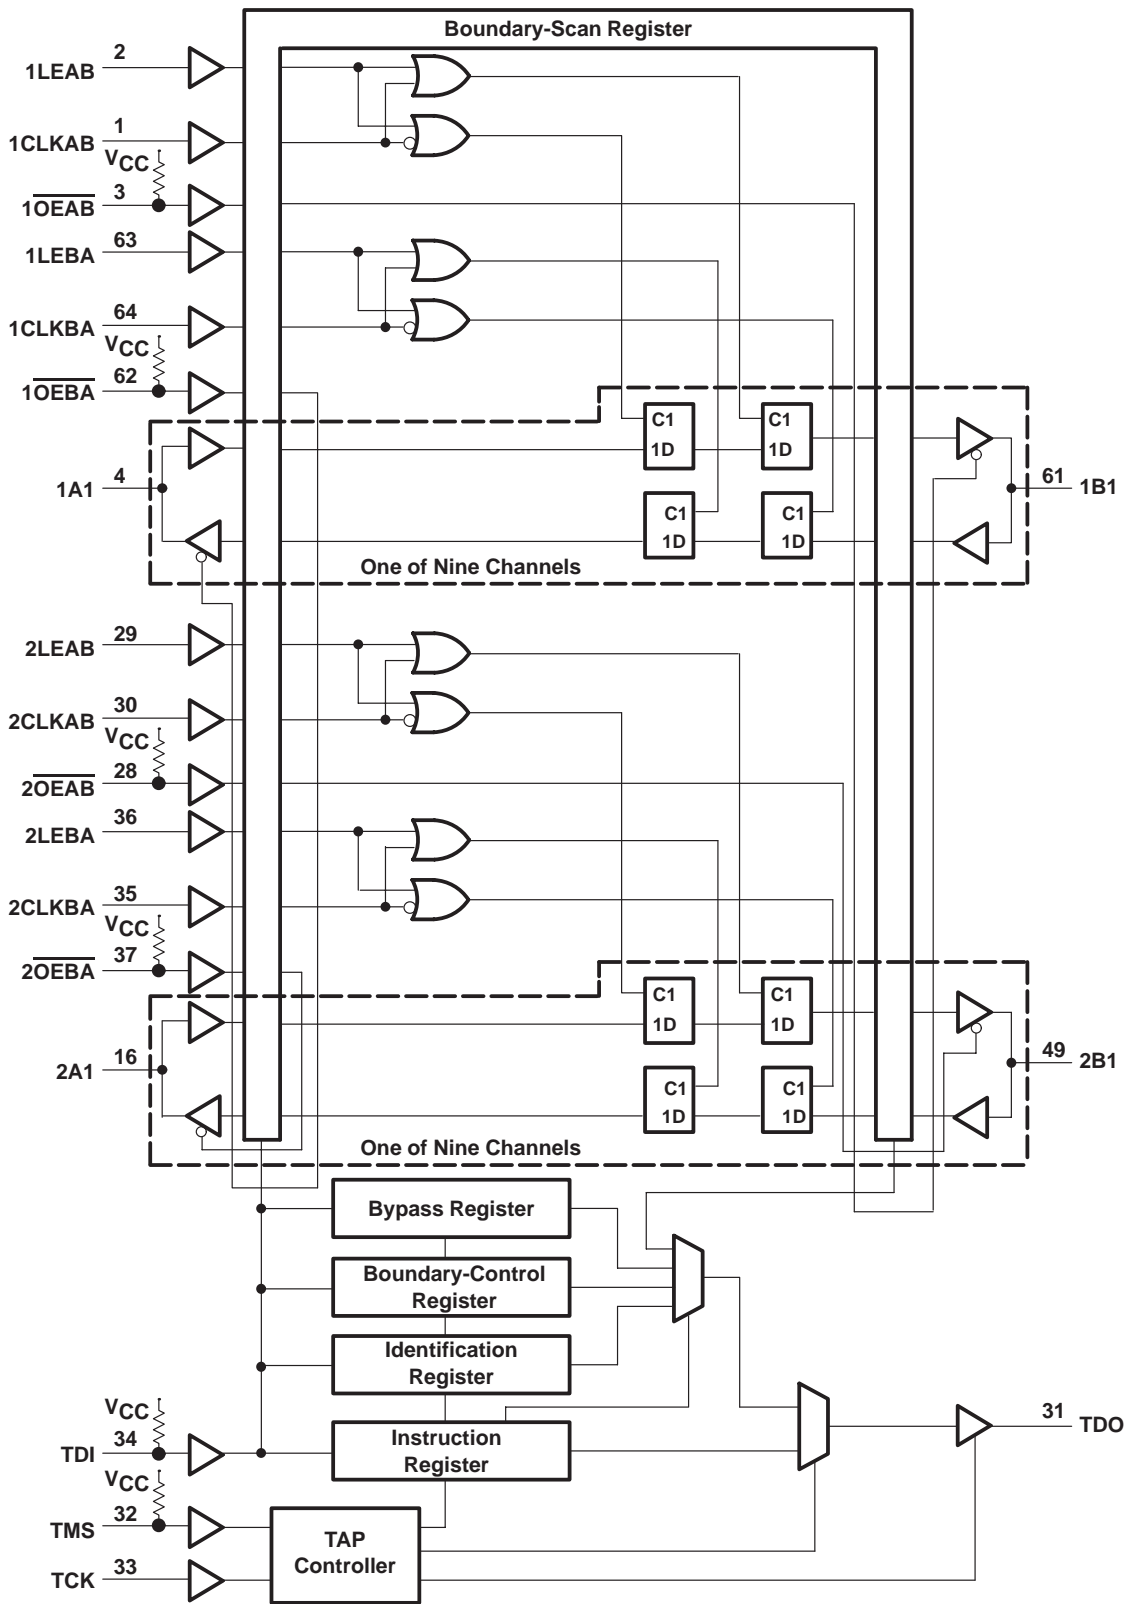 Boundary-Scan Register
1LEAB 2
1CLKAB 1
VCC
1OEAB 3
1LEBA 63
1CLKBA 64
VCC
1OEBA 62
C1 C1
1D 1D
1A1 4
61 1B1
C1 C1
1D 1D
One of Nine Channels
2LEAB 29
2CLKAB 30
VCC
2OEAB 28
2LEBA 36
2CLKBA 35
VCC
2OEBA 37
C1 C1
1D 1D
2A1 16
49 2B1
C1 C1
1D 1D
One of Nine Channels
Bypass Register
Boundary-Control
Register
Identification
Register
VCC
TDI 34
Instruction
Register
31 TDO
VCC
TMS 32
TAP
Controller
TCK 33